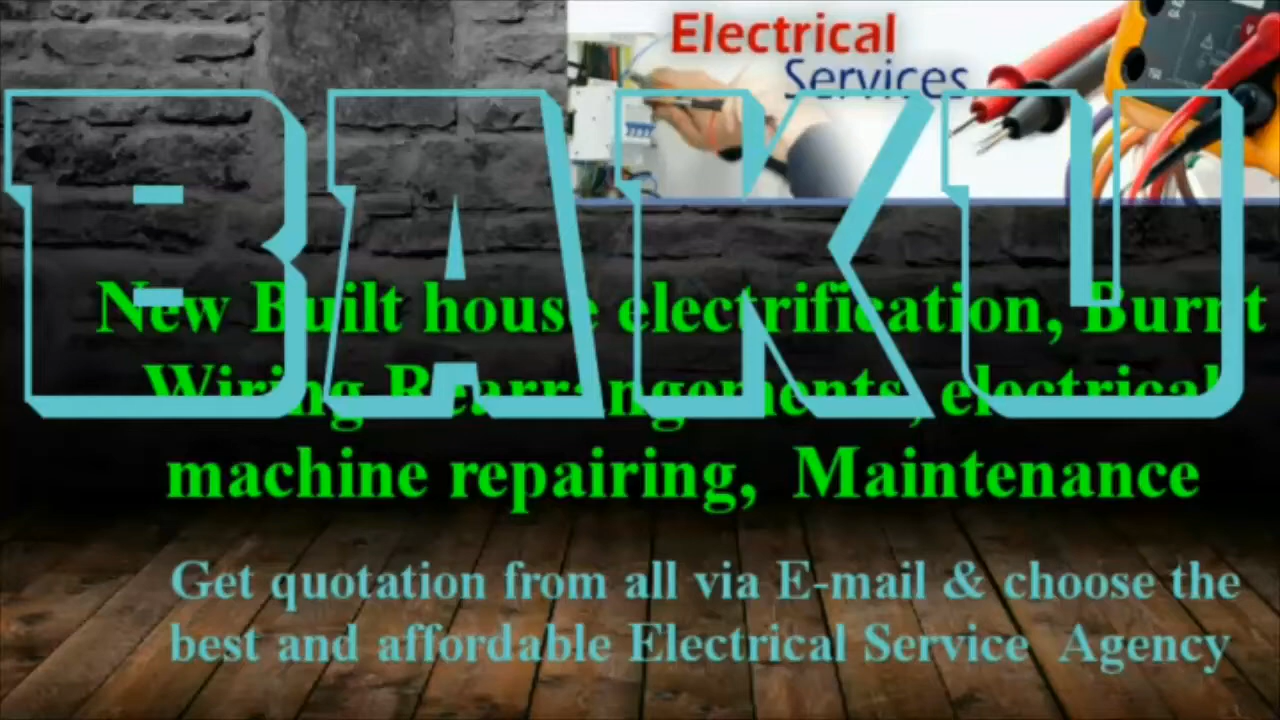 Electrical
Services
BAKU
New Built house electrification, Burnt
Wiring Rearrangements, electrical
machine repairing, Maintenance
Get quotation from all via E-mail & choose the
best and affordable Electrical Service Agency